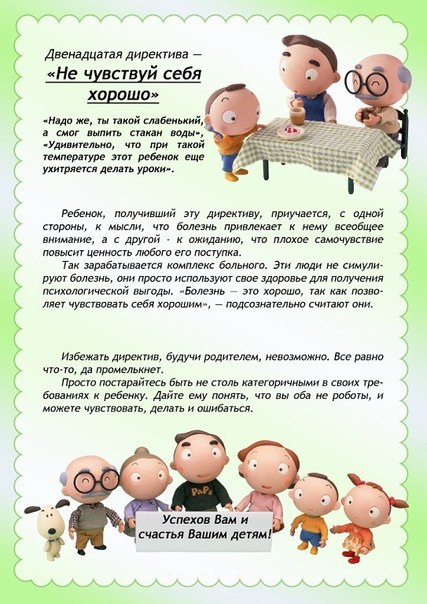 Двенадцатая директива —
«Не чувствуй себя
хорошо»
«Надо же, ты такой слабенький,
а смог выпить стакан воды»,
«Удивительно, что при такой
температуре этот ребенок еще
ухитряется делать уроки».
Ребенок, получивший эту директиву, приучается, с одной
стороны, к мысли, что болезнь привлекает к нему всеобщее
внимание, а с другой - к ожиданию, что плохое самочувствие
повысит ценность любого его поступка.
Так зарабатывается комплекс больного. Эти люди не симули-
руют болезнь, они просто используют свое здоровье для получения
психологической выгоды. «Болезнь — это хорошо, так как позво-
ляет чувствовать себя хорошим», — подсознательно считают они.
Избежать директив, будучи родителем, невозможно. Все равно
что-то, да промелькнет.
Просто постарайтесь быть не столь категоричными в своих тре-
бованиях к ребенку. Дайте ему понять, что вы оба не роботы, и
можете чувствовать, делать и ошибаться.
PAPA
Успехов Вам и
счастья Вашим детям!